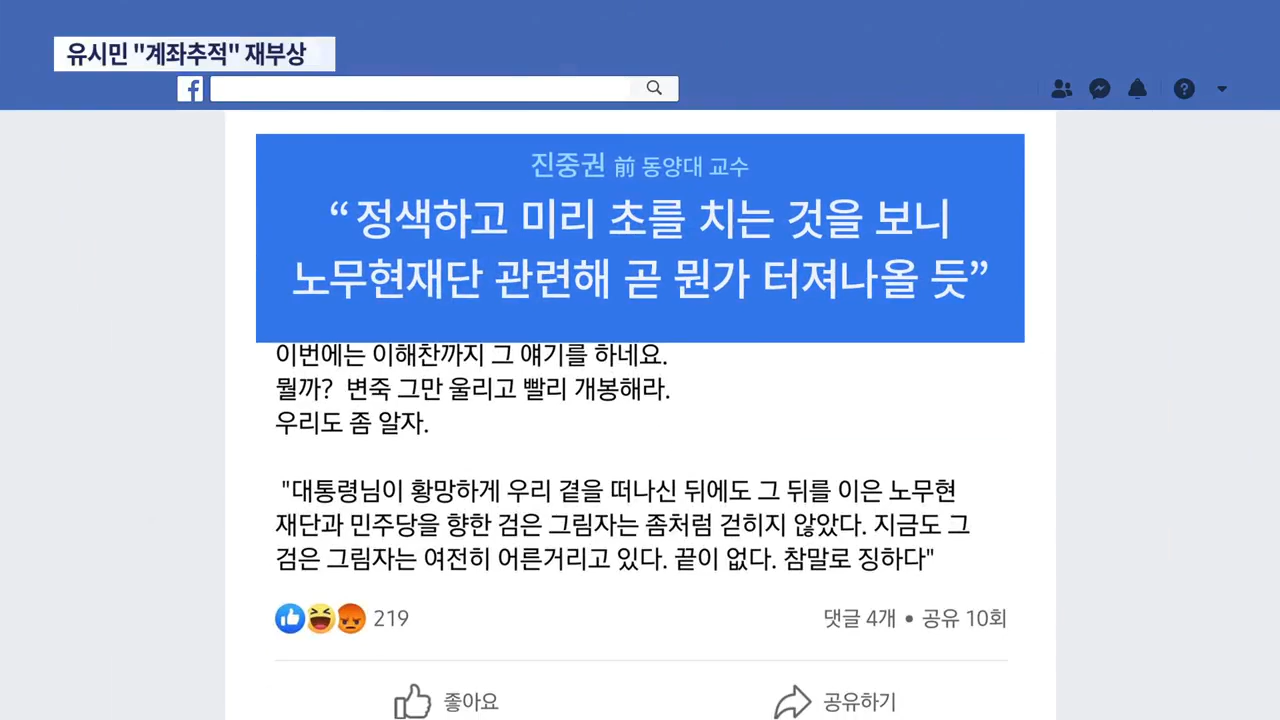 유시민 "계좌추적" 재부상
f
진중권 前 동양대 교수
“정색하고 미리 초를 치는 것을 보니
노무현재단 관련해 곧 뭔가 터져나올 듯”
이번에는 이해찬까지 그 얘기를 하네요.
뭘까? 변죽 그만 울리고 빨리 개봉해라.
우리도 좀 알자.
"대통령님이 황망하게 우리 곁을 떠나신 뒤에도 그 뒤를 이은 노무현
재단과 민주당을 향한 검은 그림자는 좀처럼 걷히지 않았다. 지금도 그
검은 그림자는 여전히 어른거리고 있다. 끝이 없다. 참말로 징하다"
219 댓글 4개 • 공유 10회
좋아요 공유하기